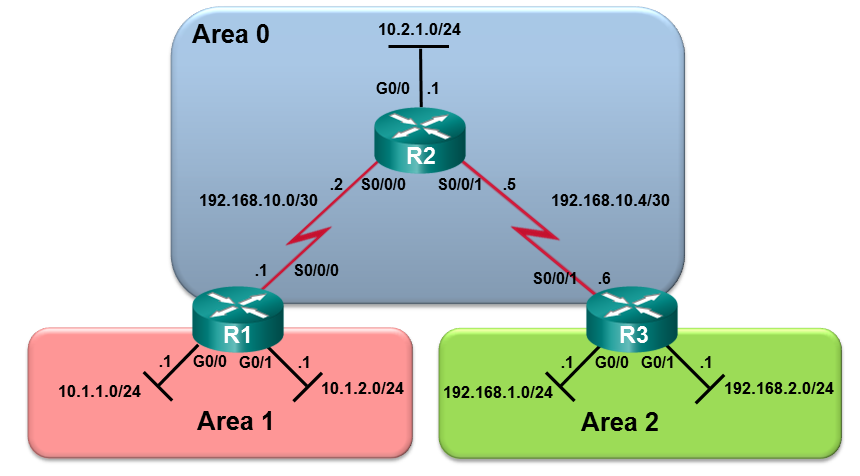 Area 0
10.2.1.0/24
G0/0 .1
R2
.2 S0/0/0 S0/0/1 .5
192.168.10.0/30 192.168.10.4/30
.1 S0/0/0 S0/0/1 .6
R1 R3
.1 G0/0 G0/1 .1
10.1.1.0/24 10.1.2.0/24
Area 1
.1 G0/0 G0/1 .1
192.168.1.0/24 192.168.2.0/24
Area 2